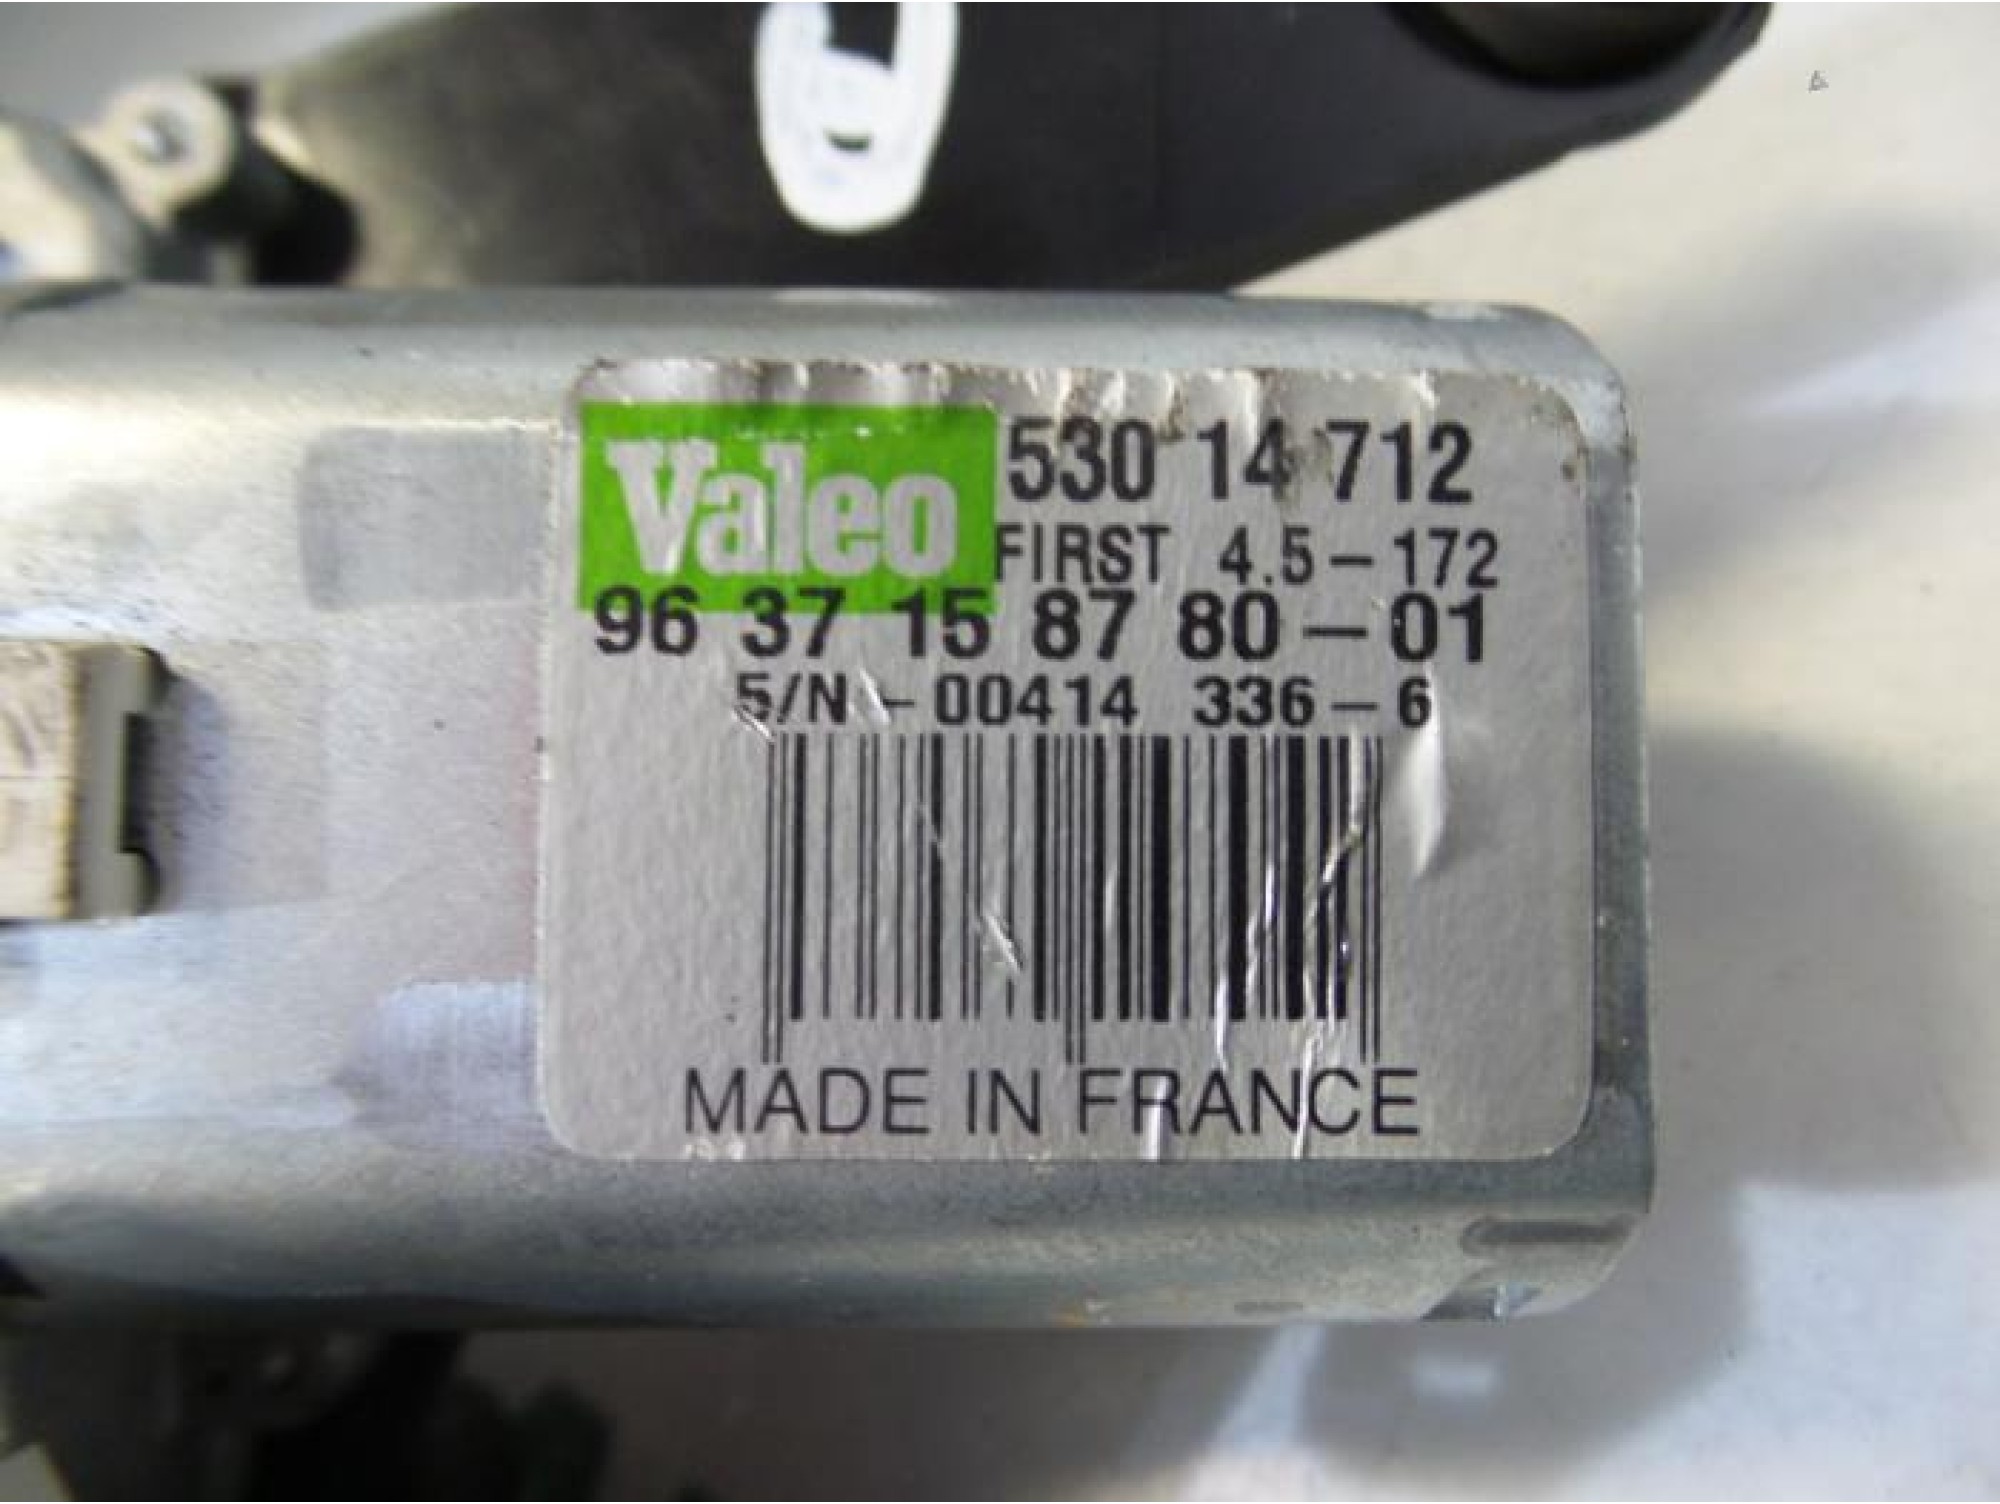 Valeo 530 14 712
FIRST 4.5-172
96 37 15 87 80-01
S/N-00414 336-6
MADE IN FRANCE